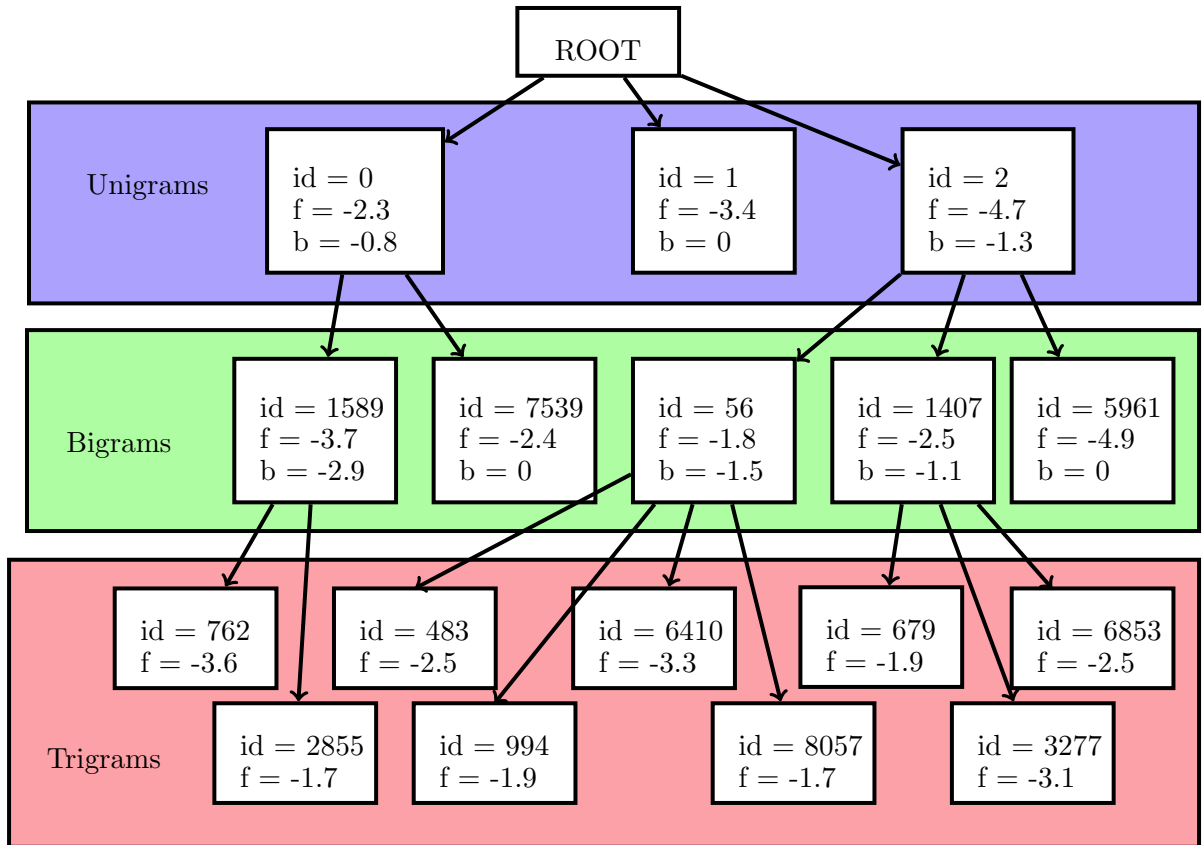 ROOT
Unigrams
id = 0
f = -2.3
b = -0.8
id = 1
f = -3.4
b = 0
id = 2
f = -4.7
b = -1.3
Bigrams
id = 1589
f = -3.7
b = -2.9
id = 7539
f = -2.4
b = 0
id = 56
f = -1.8
b = -1.5
id = 1407
f = -2.5
b = -1.1
id = 5961
f = -4.9
b = 0
Trigrams
id = 762
f = -3.6
id = 483
f = -2.5
id = 6410
f = -3.3
id = 679
f = -1.9
id = 6853
f = -2.5
id = 2855
f = -1.7
id = 994
f = -1.9
id = 8057
f = -1.7
id = 3277
f = -3.1